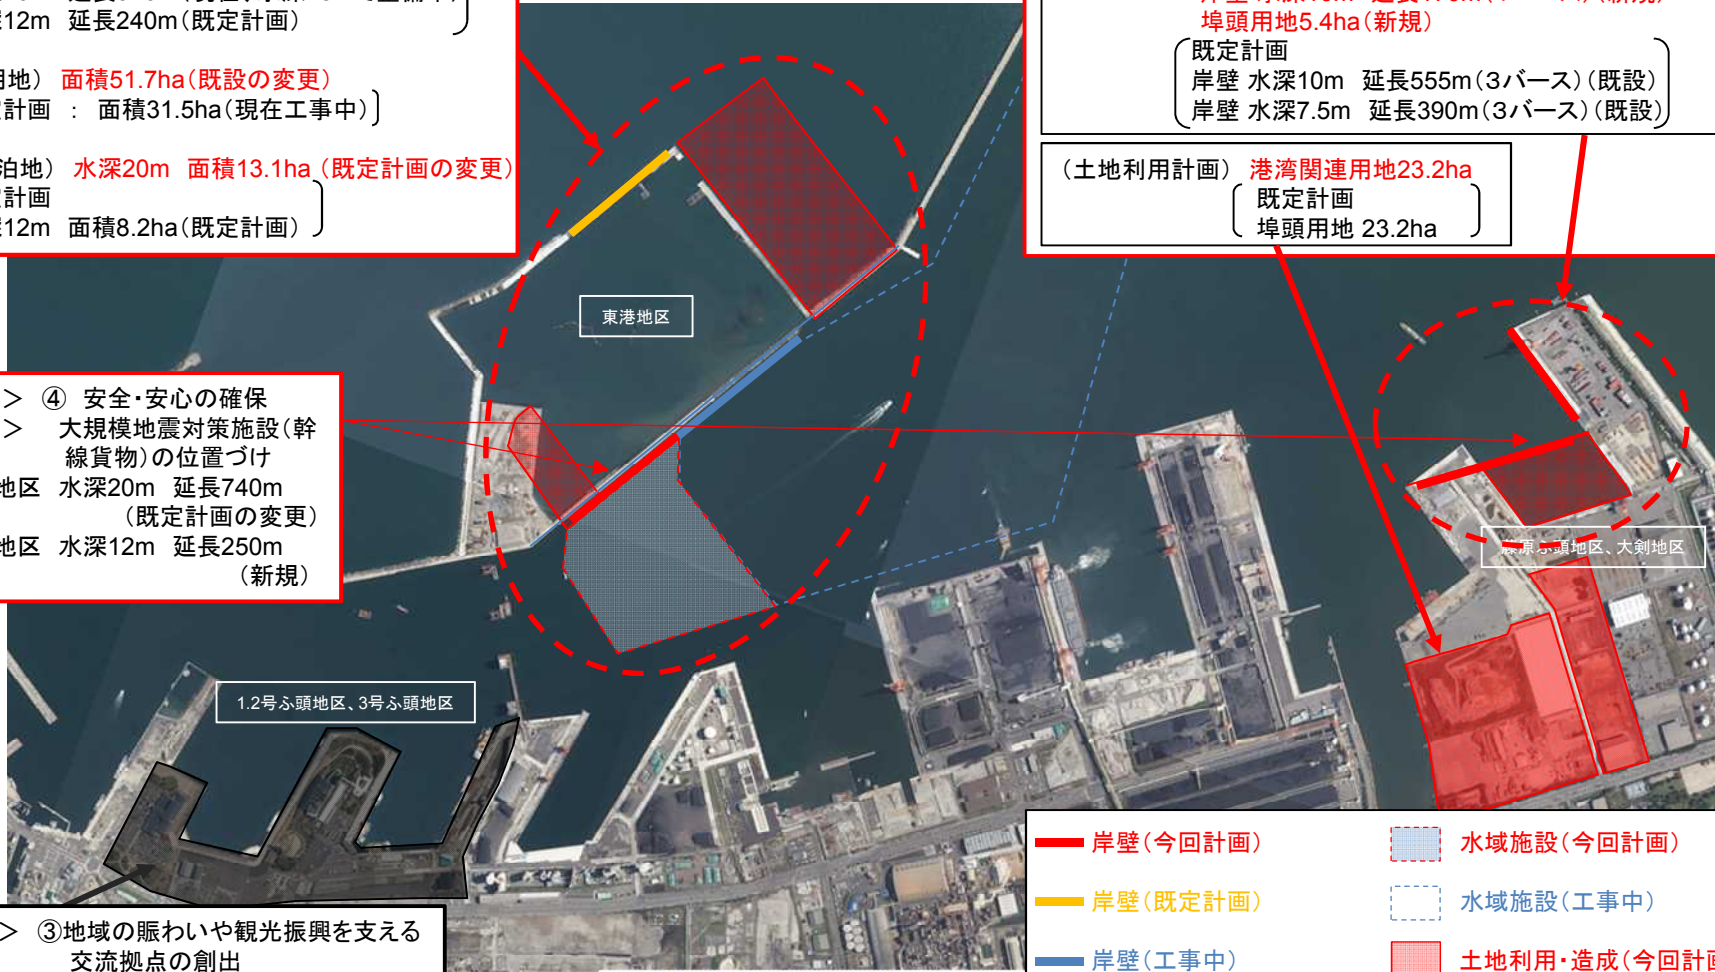 12m 延長240m(既定計画)
用地) 面積51.7ha(既設の変更)
計画 : 面積31.5ha(現在工事中)
泊地) 水深20m 面積13.1ha (既定計画の変更)
計画
12m 面積8.2ha(既定計画)
埠頭用地5.4ha(新規)
既定計画
岸壁 水深10m 延長555m(3バース)(既設)
岸壁 水深7.5m 延長390m(3バース)(既設)
(土地利用計画) 港湾関連用地23.2ha
既定計画
埠頭用地 23.2ha
東港地区
> ④ 安全・安心の確保
> 大規模地震対策施設(幹
線貨物)の位置づけ
地区 水深20m 延長740m
(既定計画の変更)
地区 水深12m 延長250m
(新規)
藤原ふ頭地区、大剣地区
1.2号ふ頭地区、3号ふ頭地区
> ③地域の賑わいや観光振興を支える
交流拠点の創出
岸壁(今回計画)
水域施設(今回計画)
岸壁(既定計画)
水域施設(工事中)
岸壁(工事中)
土地利用・造成(今回計画